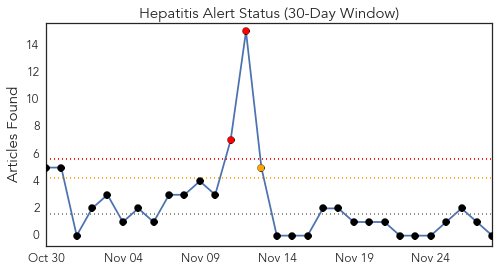 Hepatitis Alert Status (30-Day Window)
Articles Found
14
12
10
8
6
4
2
0
Oct 30 Nov 04 Nov 09 Nov 14 Nov 19 Nov 24